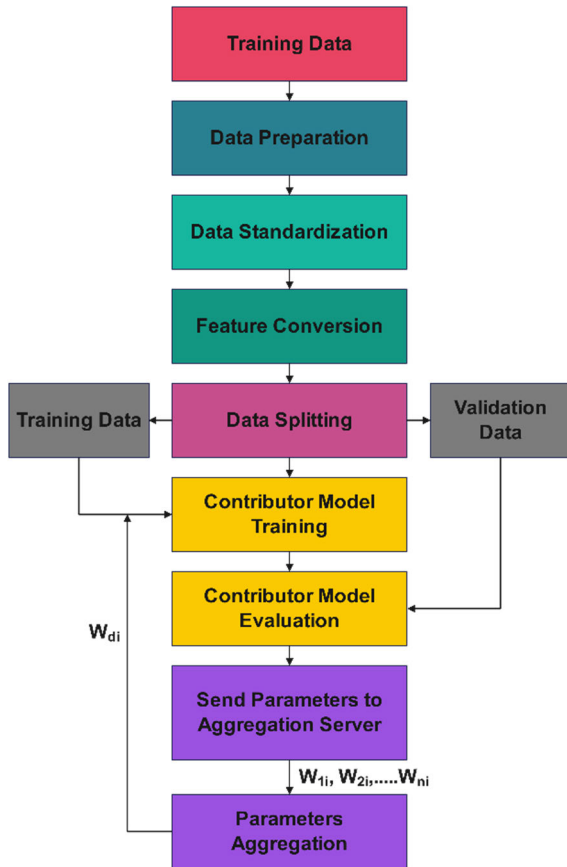 Training Data
Data Preparation
Data Standardization
Feature Conversion
Training Data
Data Splitting
Validation
Data
Contributor Model
Training
Contributor Model
Evaluation
W_di
Send Parameters to
Aggregation Server
W_1i, W_2i,.....W_ni
Parameters
Aggregation